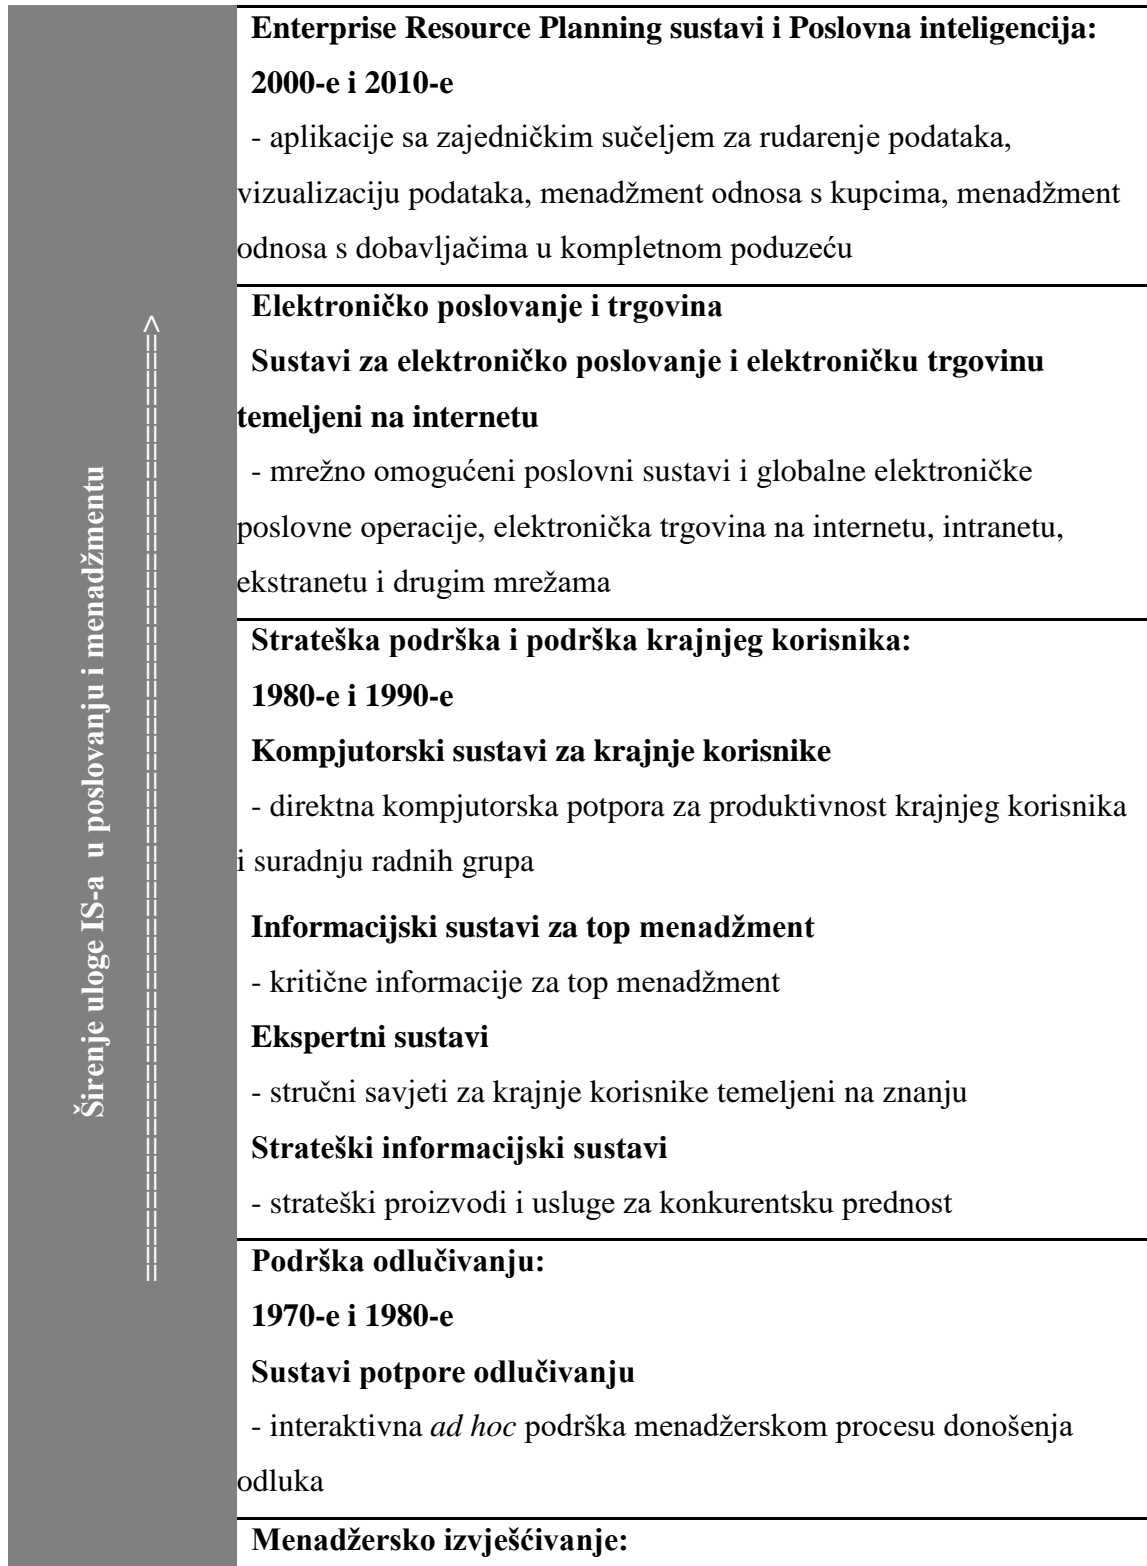 Širenje uloge IS-a u poslovanju i menadžmentu
=====================================================>
Enterprise Resource Planning sustavi i Poslovna inteligencija:
2000-e i 2010-e
- aplikacije sa zajedničkim sučeljem za rudarenje podataka,
vizualizaciju podataka, menadžment odnosa s kupcima, menadžment
odnosa s dobavljačima u kompletnom poduzeću
Elektroničko poslovanje i trgovina
Sustavi za elektroničko poslovanje i elektroničku trgovinu
temeljeni na internetu
- mrežno omogućeni poslovni sustavi i globalne elektroničke
poslovne operacije, elektronička trgovina na internetu, intranetu,
ekstranetu i drugim mrežama
Strateška podrška i podrška krajnjeg korisnika:
1980-e i 1990-e
Kompjutorski sustavi za krajnje korisnike
- direktna kompjutorska potpora za produktivnost krajnjeg korisnika
i suradnju radnih grupa
Informacijski sustavi za top menadžment
- kritične informacije za top menadžment
Ekspertni sustavi
- stručni savjeti za krajnje korisnike temeljeni na znanju
Strateški informacijski sustavi
- strateški proizvodi i usluge za konkurentsku prednost
Podrška odlučivanju:
1970-e i 1980-e
Sustavi potpore odlučivanju
- interaktivna ad hoc podrška menadžerskom procesu donošenja
odluka
Menadžersko izvješćivanje: